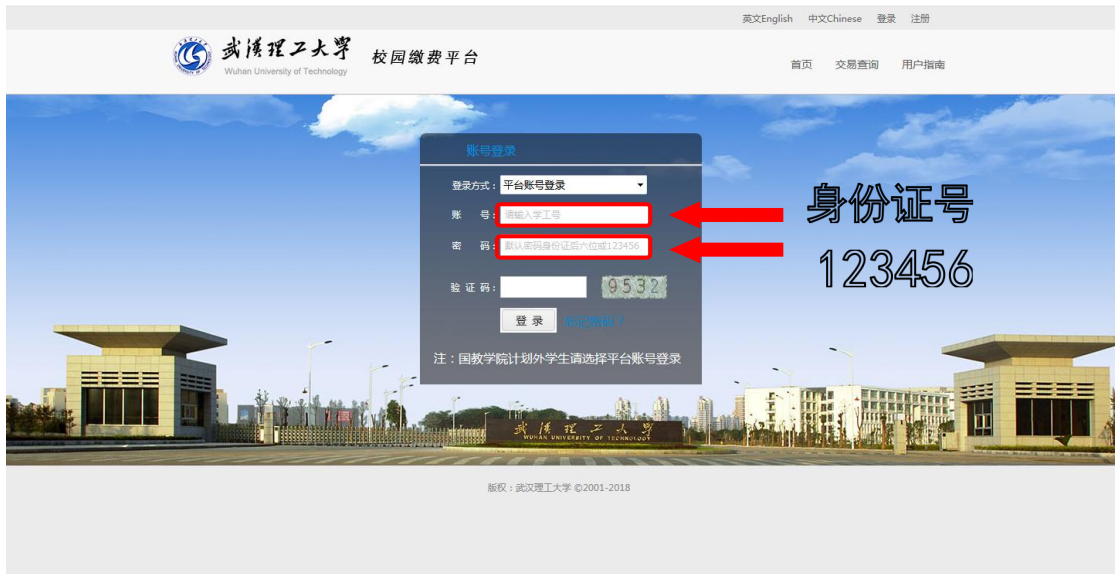 英文English 中文Chinese 登录 注册
武漢理工大學 校园缴费平台
Wuhan University of Technology
首页 交易查询 用户指南
账号登录
登录方式： 平台账号登录
账 号： 请输入学工号
身份证号
密 码： 默认密码身份证后六位或123456
123456
验 证 码： 9532
登 录 忘记密码？
注：国教学院计划外学生请选择平台账号登录
武漢理工大學
WUHAN UNIVERSITY OF TECHNOLOGY
版权：武汉理工大学 ©2001-2018